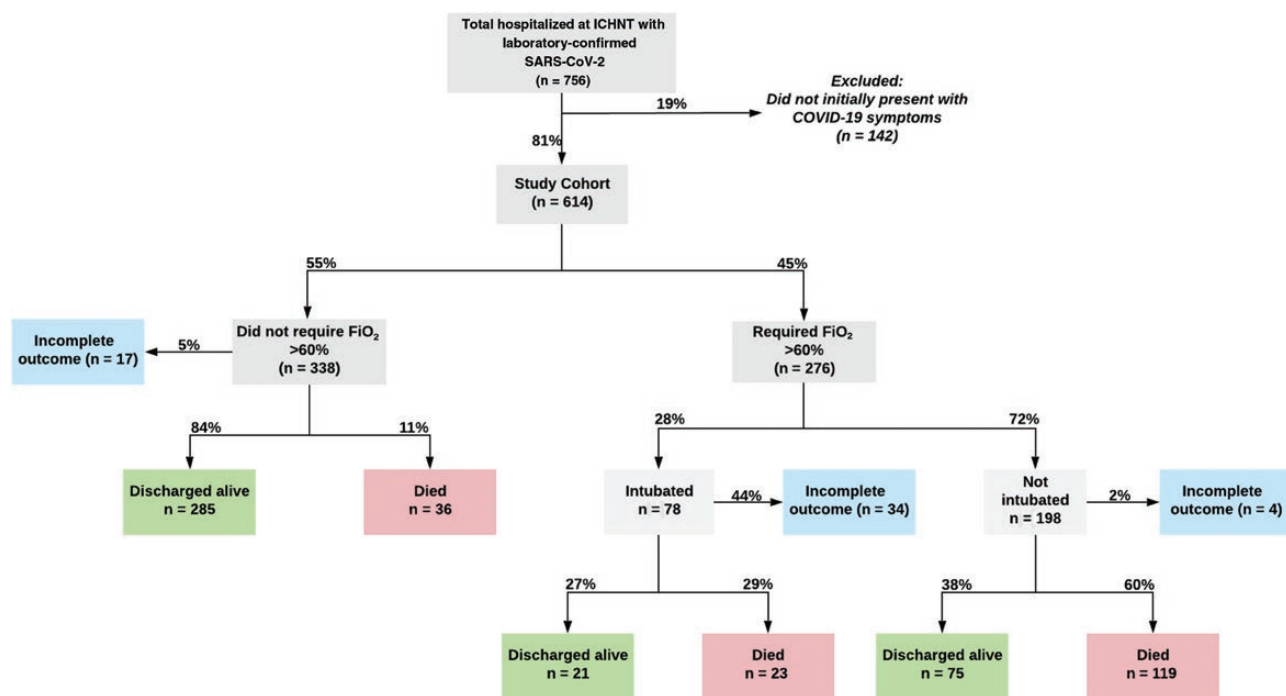 Total hospitalized at ICHNT with
laboratory-confirmed
SARS-CoV-2
(n = 756)
19%
Excluded:
Did not initially present with
COVID-19 symptoms
(n = 142)
81%
Study Cohort
(n = 614)
55%
45%
Incomplete
outcome (n = 17)
5%
Did not require FiO₂
>60%
(n = 338)
Required FiO₂
>60%
(n = 276)
84%
11%
28%
72%
Discharged alive
n = 285
Died
n = 36
Intubated
n = 78
44%
Incomplete
outcome (n = 34)
Not
intubated
n = 198
2%
Incomplete
outcome (n = 4)
27%
29%
38%
60%
Discharged alive
n = 21
Died
n = 23
Discharged alive
n = 75
Died
n = 119